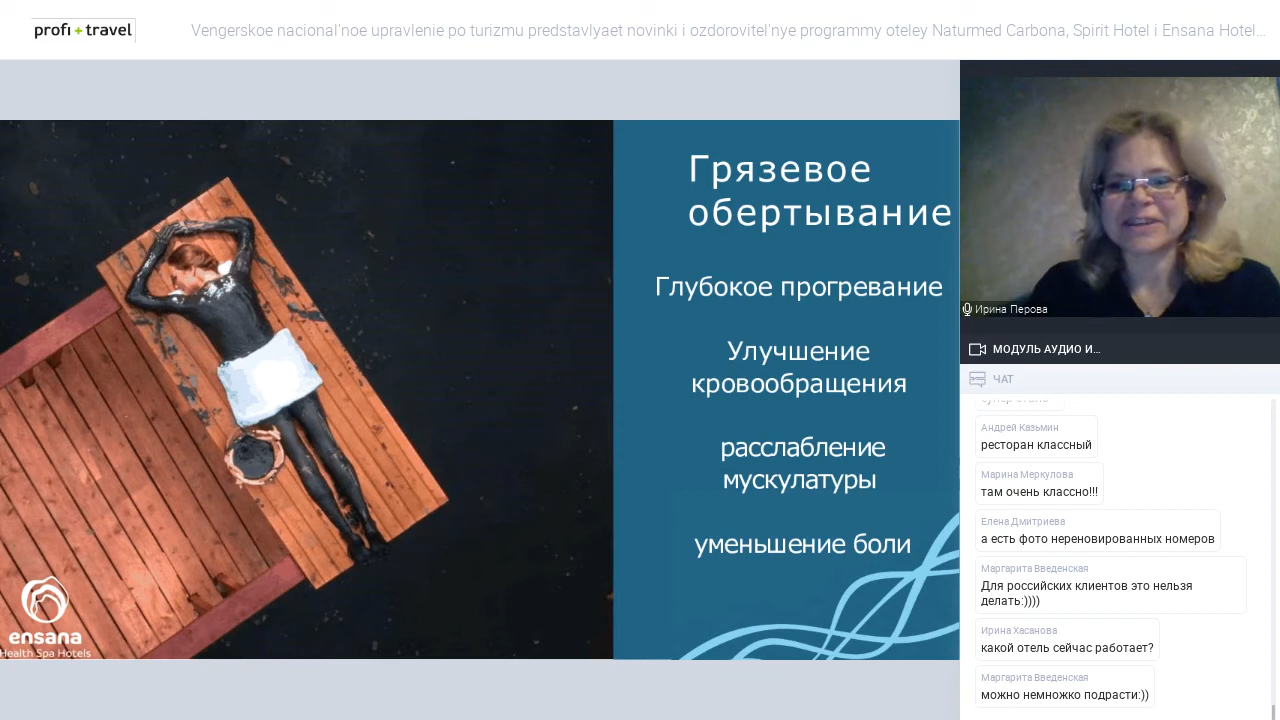 profi + travel
Vengerskoe nacional'noe upravlenie po turizmu predstavlyaet novinki i ozdorovitel'nye programmy oteley Naturmed Carbona, Spirit Hotel i Ensana Hotel...
Грязевое
обертывание
Глубокое прогревание
Улучшение
кровообращения
расслабление
мускулатуры
уменьшение боли
ensana
Health Spa Hotels
Ирина Перова
МОДУЛЬ АУДИО И...
ЧАТ
Андрей Казьмин
ресторан классный
Марина Меркулова
там очень классно!!!
Елена Дмитриева
а есть фото нереновированных номеров
Маргарита Введенская
Для российских клиентов это нельзя
делать:))))
Ирина Хасанова
какой отель сейчас работает?
Маргарита Введенская
можно немножко подрасти:))